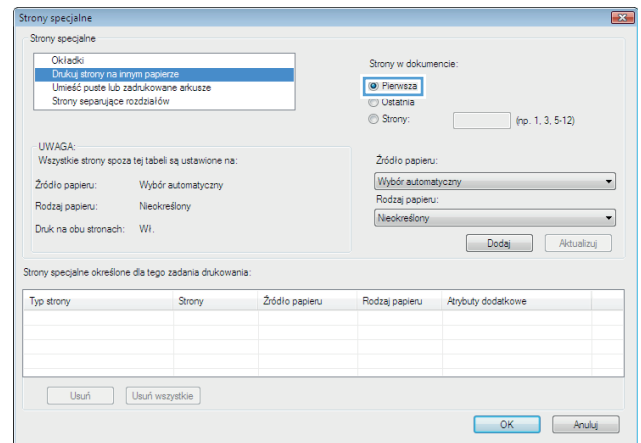 Strony specjalne
Strony specjalne
Okładki
Drukuj strony na innym papierze
Umieść puste lub zadrukowane arkusze
Strony separujące rozdziałów
Strony w dokumencie:
Pierwsza
Ostatnia
Strony: (np. 1, 3, 5-12)
UWAGA:
Wszystkie strony spoza tej tabeli są ustawione na:
Źródło papieru: Wybór automatyczny
Rodzaj papieru: Nieokreślony
Druk na obu stronach: Wł.
Źródło papieru:
Wybór automatyczny
Rodzaj papieru:
Nieokreślony
Dodaj Aktualizuj
Strony specjalne określone dla tego zadania drukowania:
Typ strony Strony Źródło papieru Rodzaj papieru Atrybuty dodatkowe
Usuń Usuń wszystkie
OK Anuluj